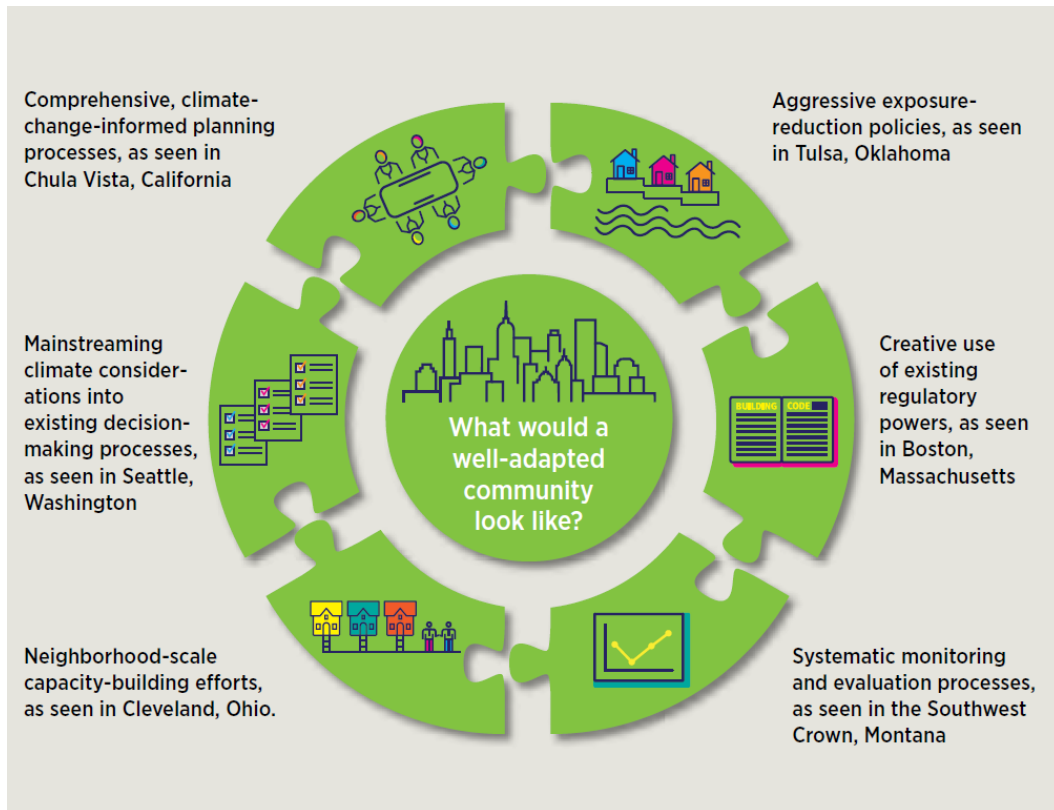 Comprehensive, climate-
change-informed planning
processes, as seen in
Chula Vista, California
Aggressive exposure-
reduction policies, as seen
in Tulsa, Oklahoma
Mainstreaming
climate consider-
ations into
existing decision-
making processes,
as seen in Seattle,
Washington
What would a
well-adapted
community
look like?
BUILDING CODE
Creative use
of existing
regulatory
powers, as seen
in Boston,
Massachusetts
Neighborhood-scale
capacity-building efforts,
as seen in Cleveland, Ohio.
Systematic monitoring
and evaluation processes,
as seen in the Southwest
Crown, Montana